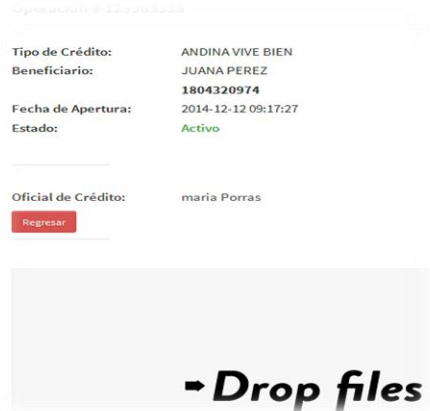 Tipo de Crédito: ANDINA VIVE BIEN
Beneficiario: JUANA PEREZ
1804320974
Fecha de Apertura: 2014-12-12 09:17:27
Estado: Activo
Oficial de Crédito: maria Porras
Regresar
➨ Drop files